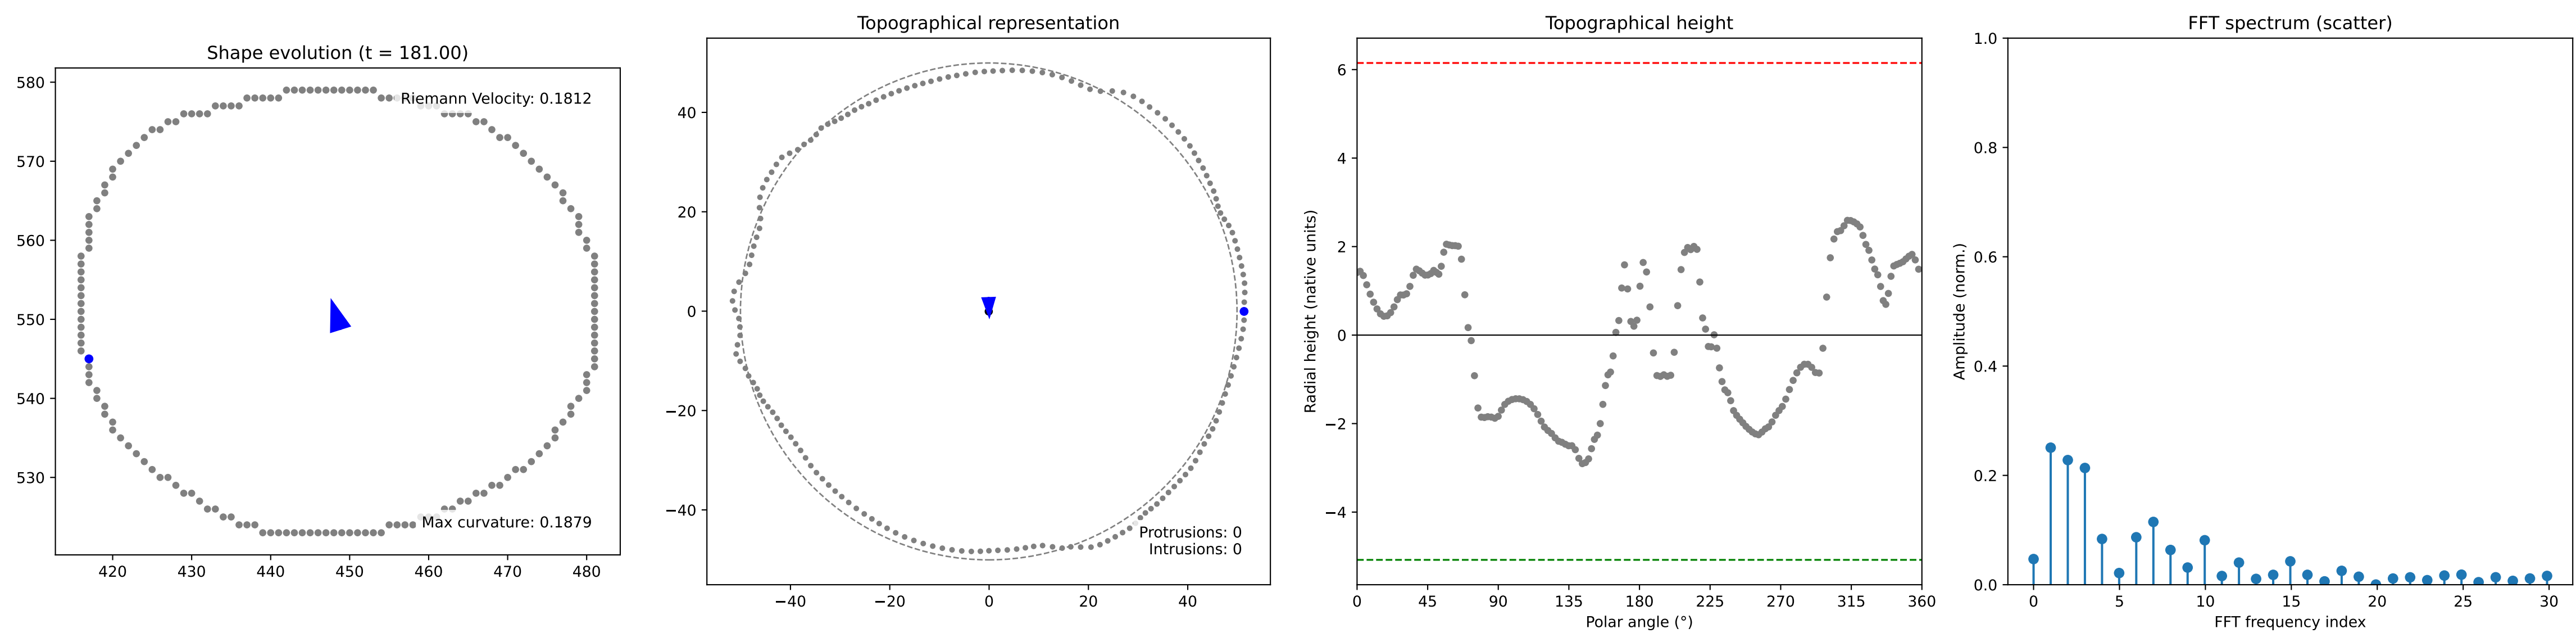 Shape evolution (t = 181.00)
580
570
560
550
540
530
420 430 440 450 460 470 480
Riemann Velocity: 0.1812
Max curvature: 0.1879
Topographical representation
40
20
0
−20
−40
−40 −20 0 20 40
Protrusions: 0
Intrusions: 0
Topographical height
Radial height (native units)
6
4
2
0
−2
−4
0 45 90 135 180 225 270 315 360
Polar angle (°)
FFT spectrum (scatter)
Amplitude (norm.)
1.0
0.8
0.6
0.4
0.2
0.0
0 5 10 15 20 25 30
FFT frequency index